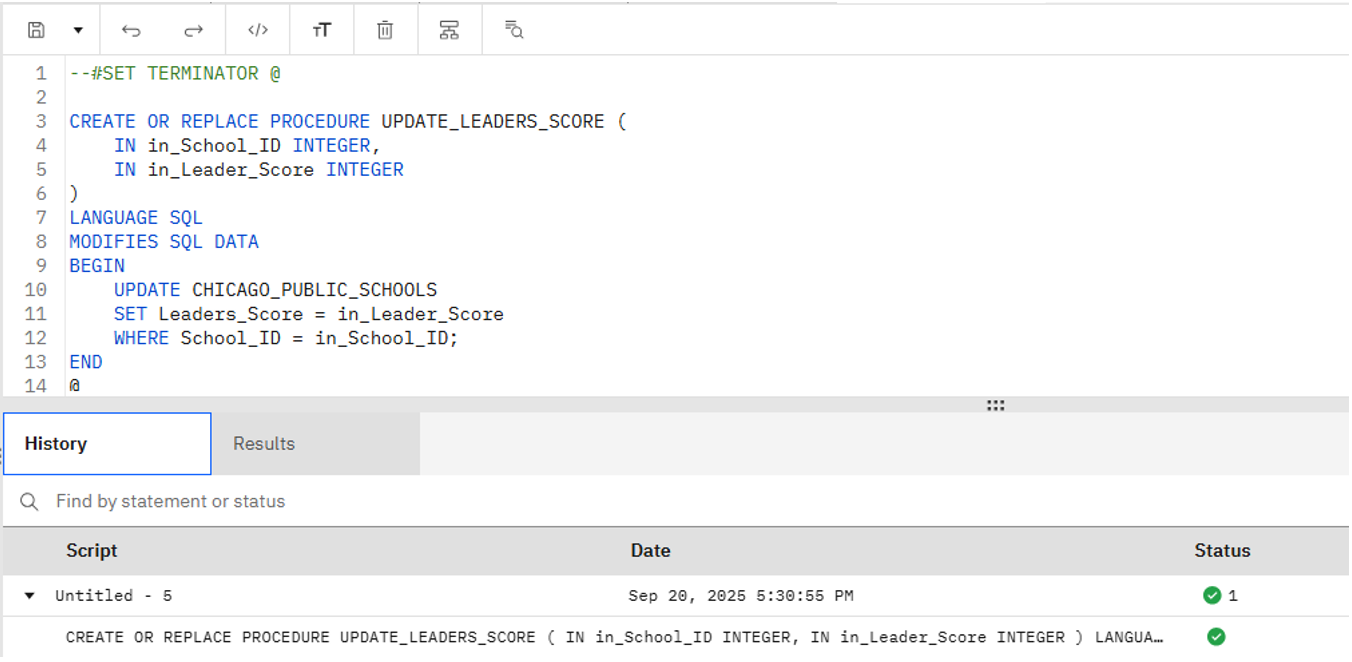 </>
TT
1 --#SET TERMINATOR @
2
3 CREATE OR REPLACE PROCEDURE UPDATE_LEADERS_SCORE (
4     IN in_School_ID INTEGER,
5     IN in_Leader_Score INTEGER
6 )
7 LANGUAGE SQL
8 MODIFIES SQL DATA
9 BEGIN
10     UPDATE CHICAGO_PUBLIC_SCHOOLS
11     SET Leaders_Score = in_Leader_Score
12     WHERE School_ID = in_School_ID;
13 END
14 @
History Results
Find by statement or status
Script Date Status
Untitled - 5 Sep 20, 2025 5:30:55 PM 1
CREATE OR REPLACE PROCEDURE UPDATE_LEADERS_SCORE ( IN in_School_ID INTEGER, IN in_Leader_Score INTEGER ) LANGUA…